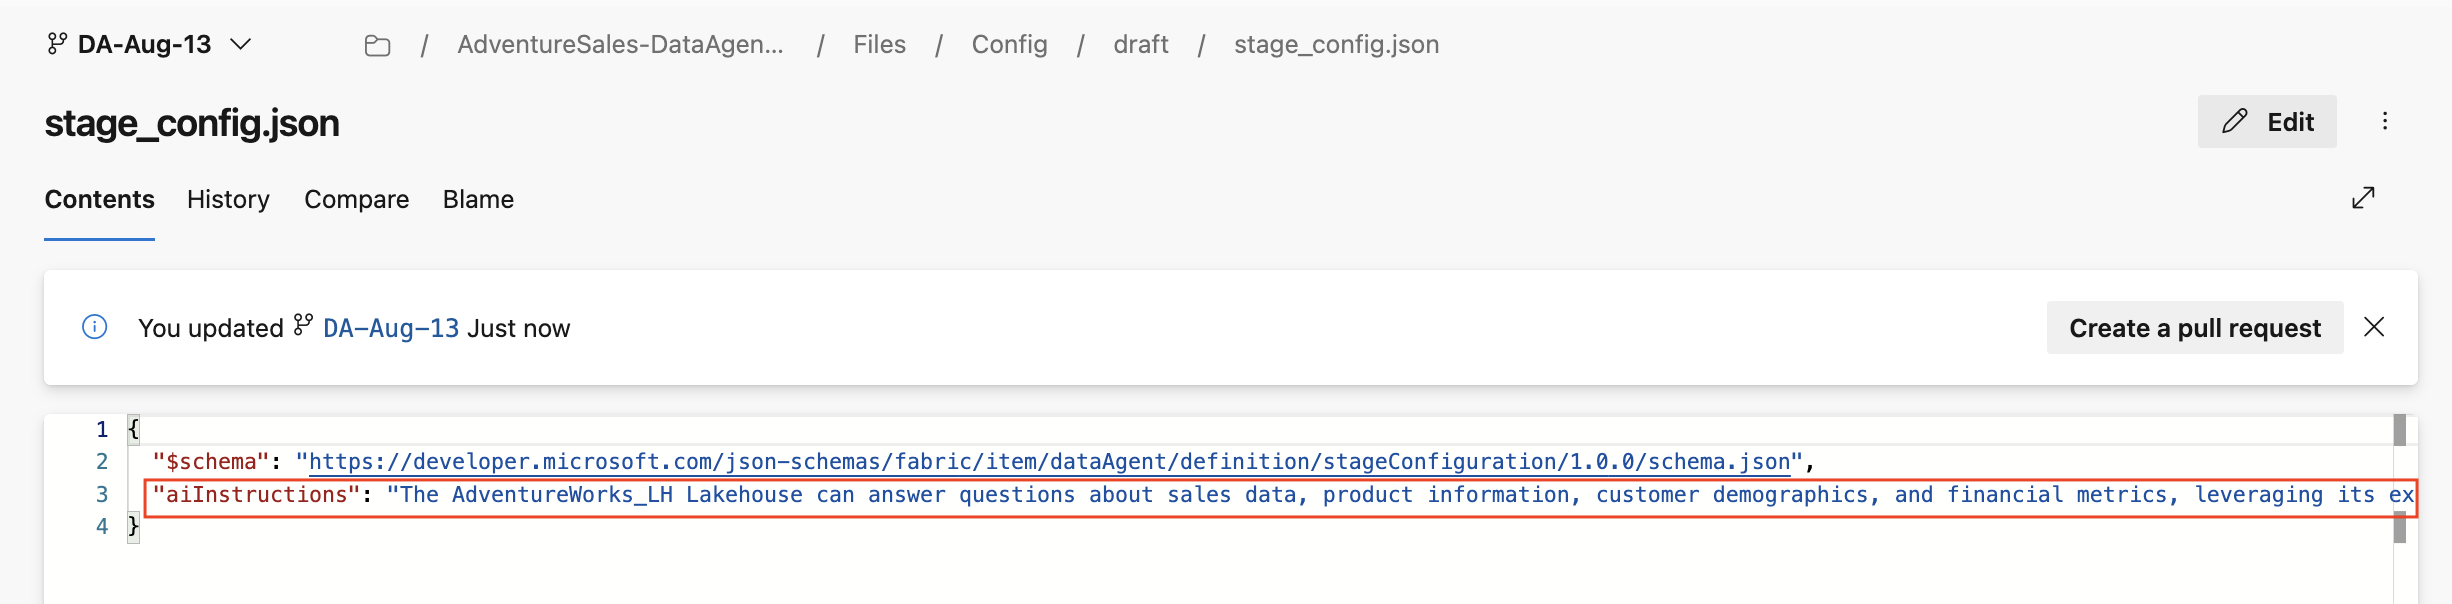 DA-Aug-13 / AdventureSales-DataAgen... / Files / Config / draft / stage_config.json
stage_config.json
Edit
Contents History Compare Blame
You updated DA-Aug-13 Just now
Create a pull request
1 {
2 "$schema": "https://developer.microsoft.com/json-schemas/fabric/item/dataAgent/definition/stageConfiguration/1.0.0/schema.json",
3 "aiInstructions": "The AdventureWorks_LH Lakehouse can answer questions about sales data, product information, customer demographics, and financial metrics, leveraging its ex
4 }